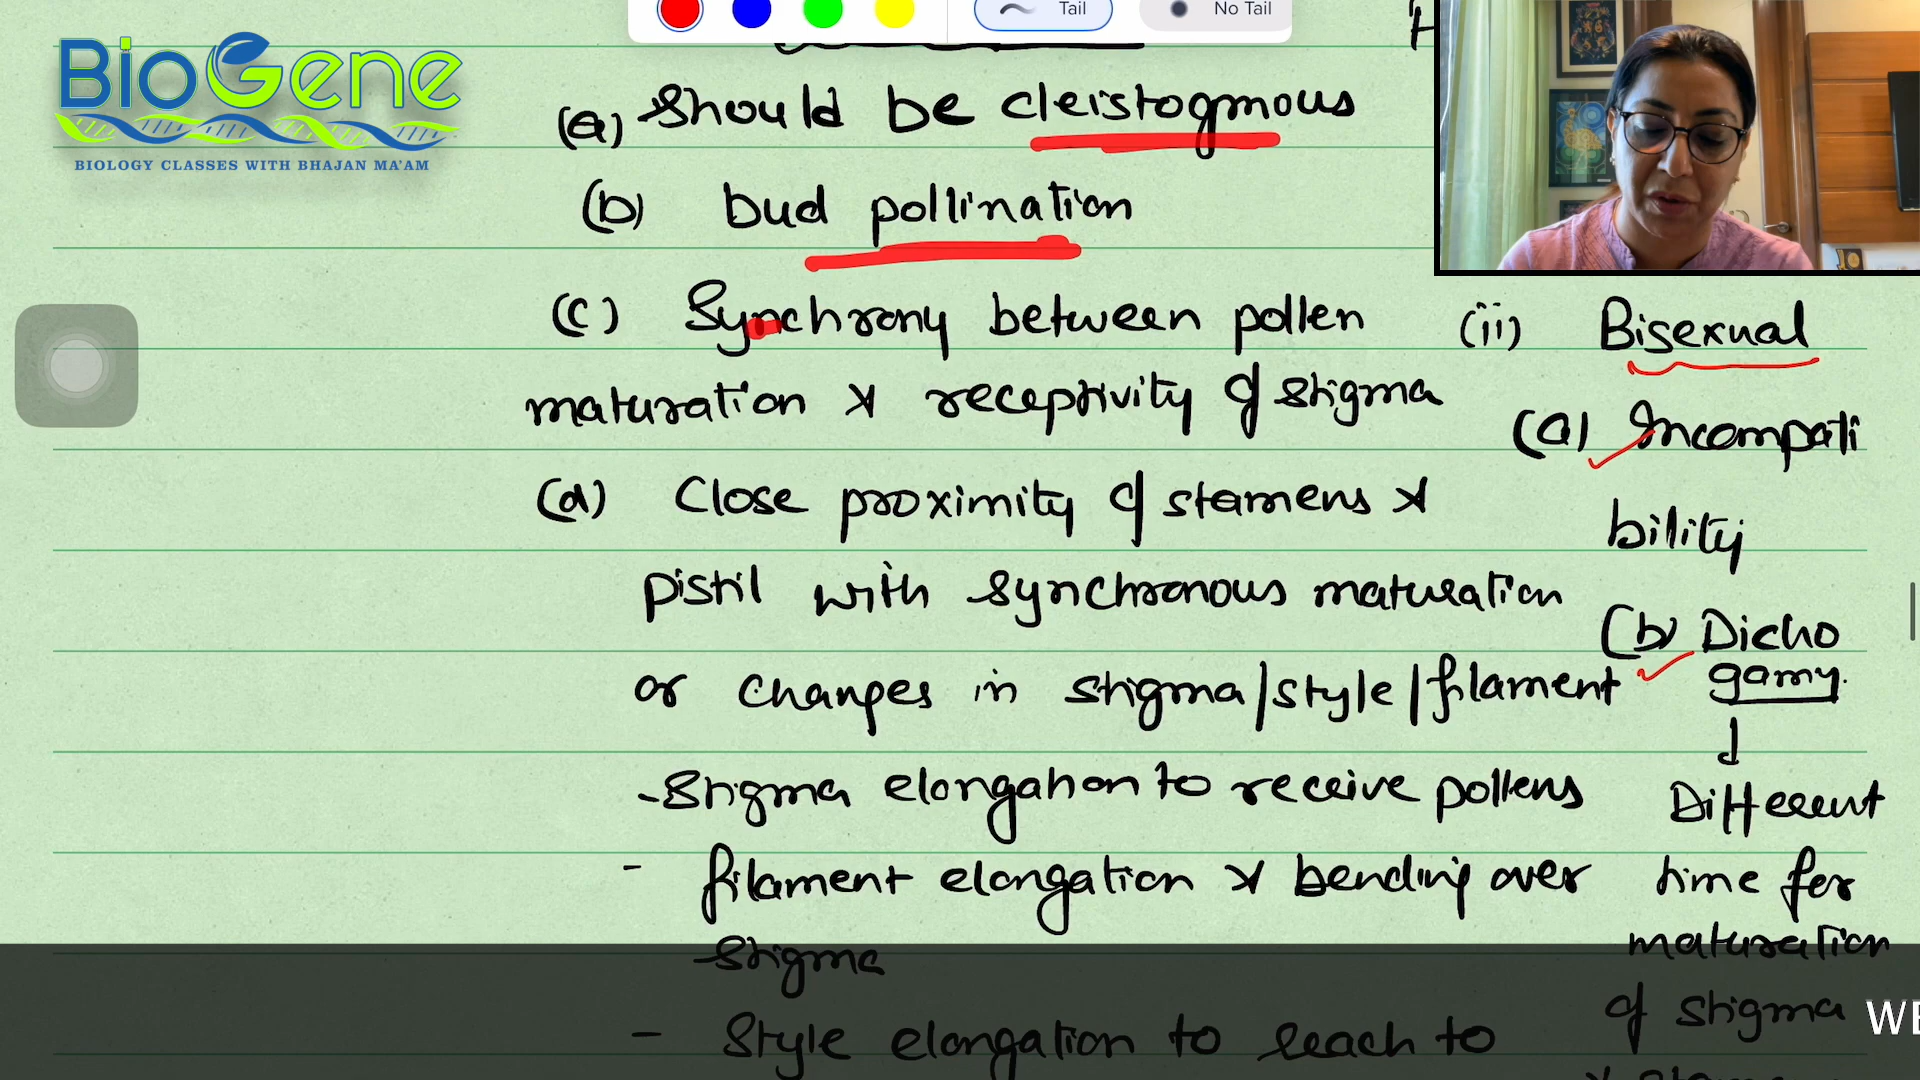 Tail
No Tail
BioGene
BIOLOGY CLASSES WITH BHAJAN MA'AM
(a) Should be cleistogmous
(b) bud pollination
(c) Synchrony between pollen
maturation & receptivity of stigma
(d) Close proximity of stamens &
pistil with synchronous maturation
or changes in stigma/style/filament
- Stigma elongation to receive pollens
- filament elongation & bending over
stigma
- Style elongation to reach to
(ii) Bisexual
(a) Incompati
bility
(b) Dicho
gamy.
Different
time for
maturation
of stigma
WE